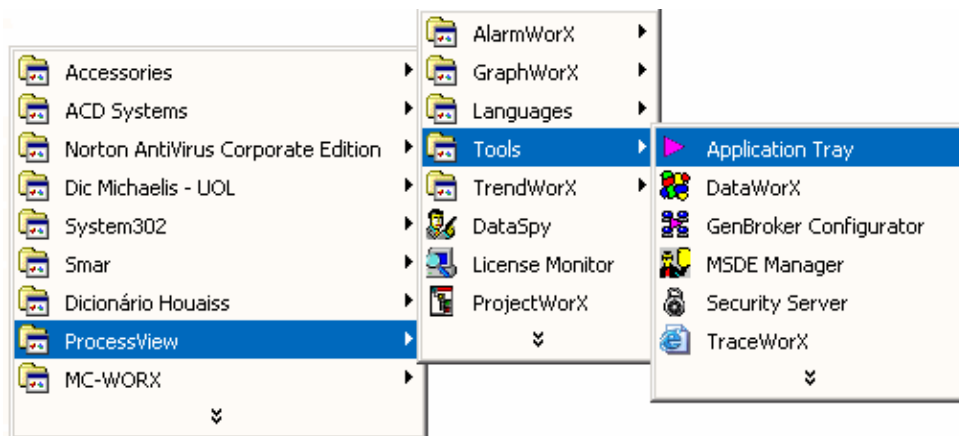 Accessories
ACD Systems
Norton AntiVirus Corporate Edition
Dic Michaelis - UOL
System302
Smar
Dicionário Houaiss
ProcessView
MC-WORX
AlarmWorX
GraphWorX
Languages
Tools
TrendWorX
DataSpy
License Monitor
ProjectWorX
Application Tray
DataWorX
GenBroker Configurator
MSDE Manager
Security Server
TraceWorX